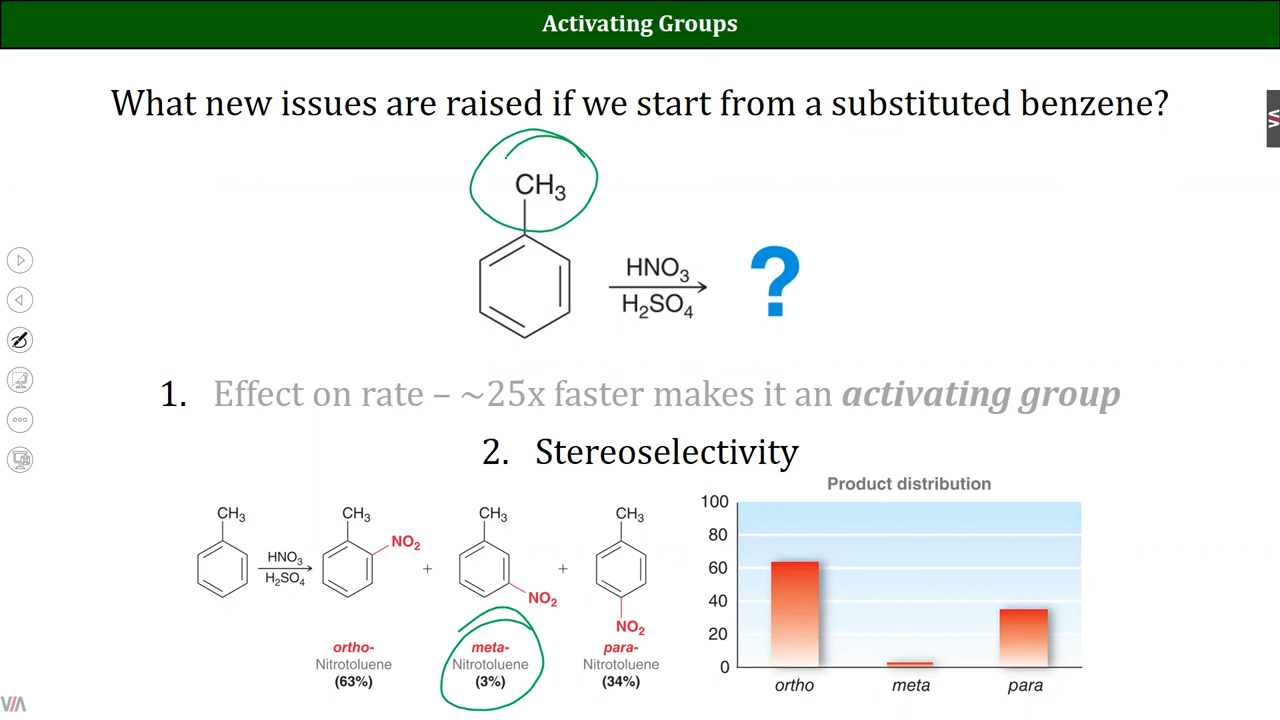 Activating Groups
What new issues are raised if we start from a substituted benzene?
CH₃
HNO₃
H₂SO₄
?
1. Effect on rate – ~25x faster makes it an activating group
2. Stereoselectivity
CH₃
HNO₃
H₂SO₄
CH₃
NO₂
+
CH₃
NO₂
+
CH₃
NO₂
ortho-
Nitrotoluene
(63%)
meta-
Nitrotoluene
(3%)
para-
Nitrotoluene
(34%)
Product distribution
100
80
60
40
20
0
ortho meta para
VIA